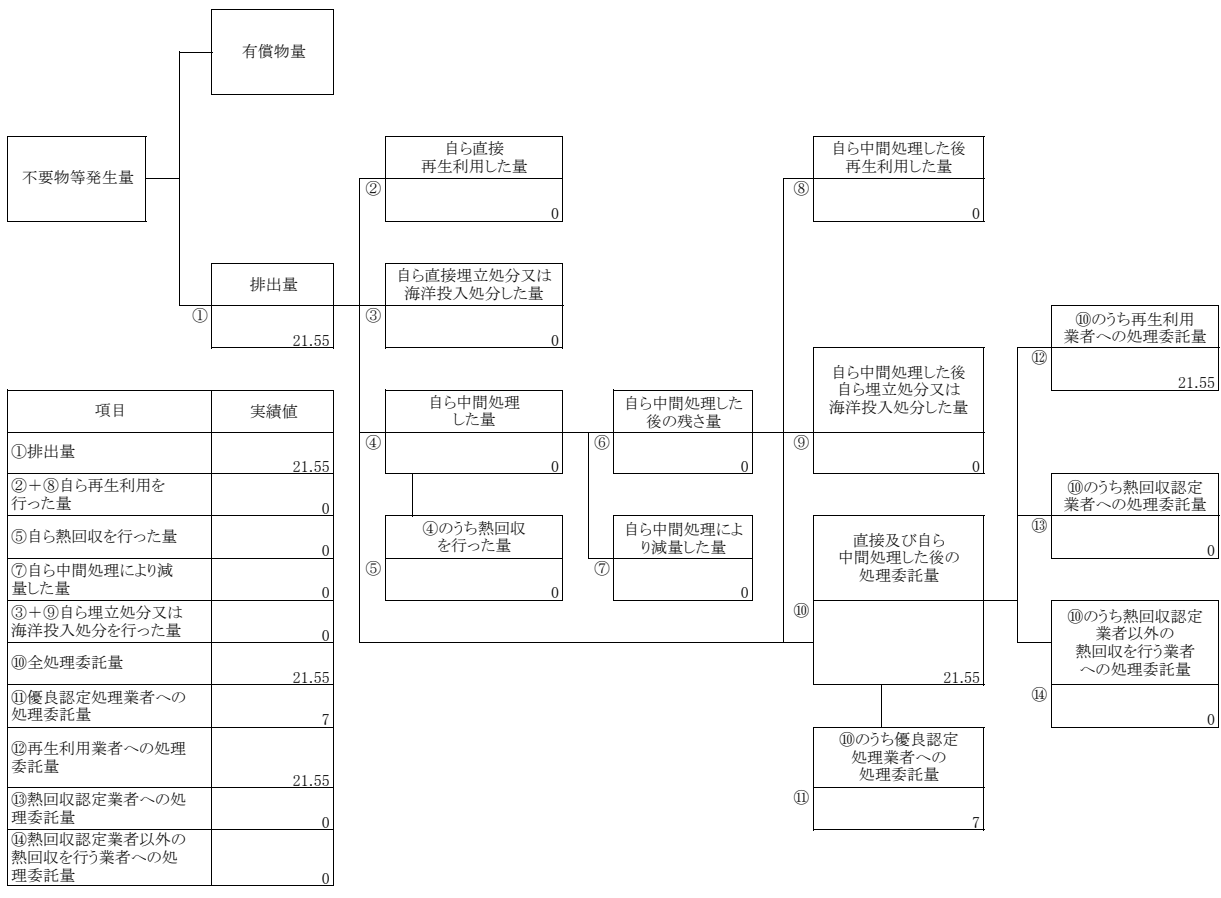 有償物量
不要物等発生量
排出量
①
21.55
自ら直接
再生利用した量
②
0
自ら直接埋立処分又は
海洋投入処分した量
③
0
自ら中間処理
した量
④
0
④のうち熱回収
を行った量
⑤
0
自ら中間処理した
後の残さ量
⑥
0
自ら中間処理によ
り減量した量
⑦
0
自ら中間処理した後
再生利用した量
⑧
0
自ら中間処理した後
自ら埋立処分又は
海洋投入処分した量
⑨
0
直接及び自ら
中間処理した後の
処理委託量
⑩
21.55
⑩のうち優良認定
処理業者への
処理委託量
⑪
7
⑩のうち再生利用
業者への処理委託量
⑫
21.55
⑩のうち熱回収認定
業者への処理委託量
⑬
0
⑩のうち熱回収認定
業者以外の
熱回収を行う業者
への処理委託量
⑭
0
項目 実績値
①排出量
21.55
②＋⑧自ら再生利用を
行った量
0
⑤自ら熱回収を行った量
0
⑦自ら中間処理により減
量した量
0
③＋⑨自ら埋立処分又は
海洋投入処分を行った量
0
⑩全処理委託量
21.55
⑪優良認定処理業者への
処理委託量
7
⑫再生利用業者への処理
委託量
21.55
⑬熱回収認定業者への処
理委託量
0
⑭熱回収認定業者以外の
熱回収を行う業者への処
理委託量
0